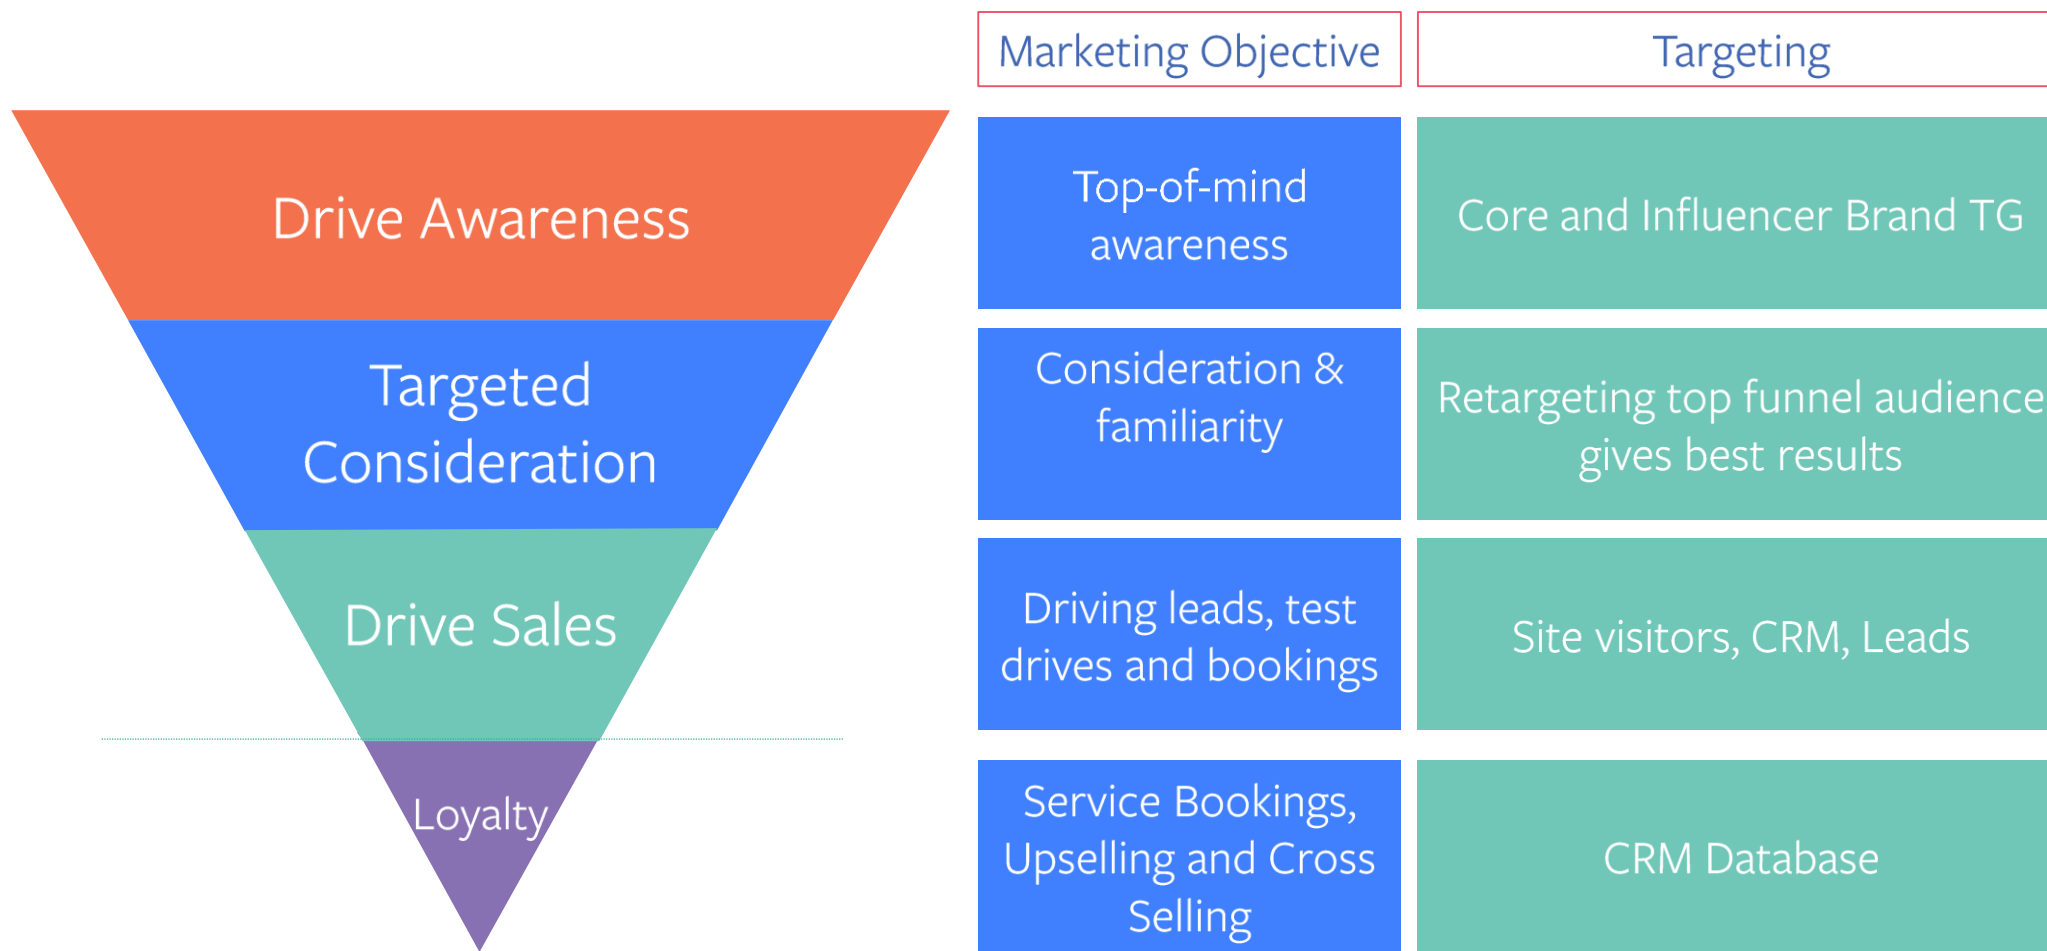 Marketing Objective
Targeting
Drive Awareness
Top-of-mind
awareness
Core and Influencer Brand TG
Targeted
Consideration
Consideration &
familiarity
Retargeting top funnel audience
gives best results
Drive Sales
Driving leads, test
drives and bookings
Site visitors, CRM, Leads
Loyalty
Service Bookings,
Upselling and Cross
Selling
CRM Database